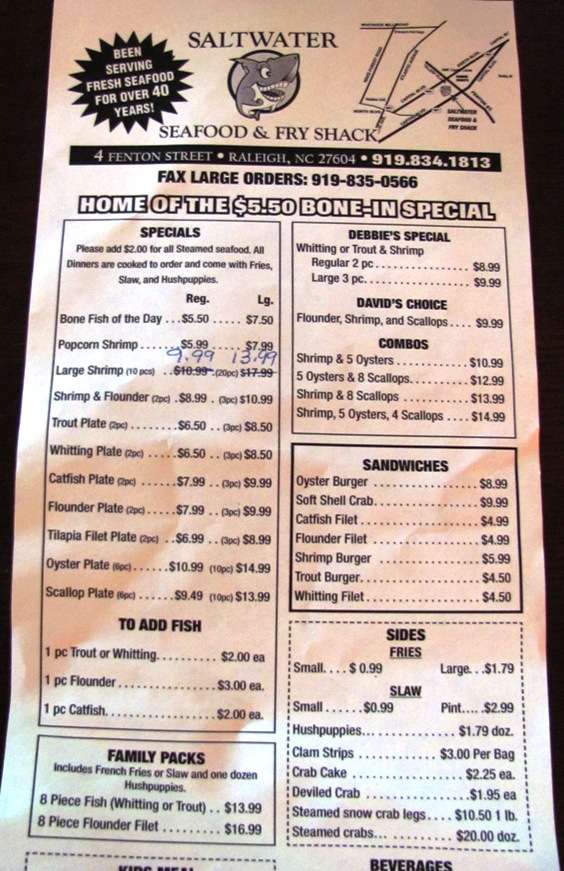 BEEN
SERVING
FRESH SEAFOOD
FOR OVER 40
YEARS!
SALTWATER
SEAFOOD & FRY SHACK
SALTWATER
SEAFOOD &
FRY SHACK
4 FENTON STREET • RALEIGH, NC 27604 • 919.834.1813
FAX LARGE ORDERS: 919-835-0566
HOME OF THE $5.50 BONE-IN SPECIAL
SPECIALS
Please add $2.00 for all Steamed seafood. All
Dinners are cooked to order and come with Fries,
Slaw, and Hushpuppies.
Reg. Lg.
Bone Fish of the Day ...$5.50 ..... $7.50
Popcorn Shrimp .......$5.99 ...... $7.99
9.99 13.99
Large Shrimp (10 pcs) ..$10.99 .(20pc) $17.99
Shrimp & Flounder (2pc) .$8.99 . (3pc) $10.99
Trout Plate (2pc) ........$6.50 .. (3pc) $8.50
Whitting Plate (2pc) .....$6.50 .. (3pc) $8.50
Catfish Plate (2pc) ......$7.99 .. (3pc) $9.99
Flounder Plate (2pc) .....$7.99 .. (3pc) $9.99
Tilapia Filet Plate (2pc) ..$6.99 .. (3pc) $8.99
Oyster Plate (6pc) ......$10.99 (10pc) $14.99
Scallop Plate (6pc) ......$9.49 (10pc) $13.99
TO ADD FISH
1 pc Trout or Whitting......... $2.00 ea
1 pc Flounder ............... $3.00 ea.
1 pc Catfish................. $2.00 ea.
FAMILY PACKS
Includes French Fries or Slaw and one dozen
Hushpuppies.
8 Piece Fish (Whitting or Trout) .. $13.99
8 Piece Flounder Filet ......... $16.99
KIDS MEAL
DEBBIE'S SPECIAL
Whitting or Trout & Shrimp
Regular 2 pc................ $8.99
Large 3 pc.................. $9.99
DAVID'S CHOICE
Flounder, Shrimp, and Scallops.... $9.99
COMBOS
Shrimp & 5 Oysters ............ $10.99
5 Oysters & 8 Scallops......... $12.99
Shrimp & 8 Scallops ........... $13.99
Shrimp, 5 Oysters, 4 Scallops .... $14.99
SANDWICHES
Oyster Burger .................. $8.99
Soft Shell Crab................. $9.99
Catfish Filet ................... $4.99
Flounder Filet .................. $4.99
Shrimp Burger ................. $5.99
Trout Burger................... $4.50
Whitting Filet................... $4.50
SIDES
FRIES
Small.... $ 0.99 Large. . .$1.79
SLAW
Small ......$0.99 Pint.... .$2.99
Hushpuppies................ $1.79 doz.
Clam Strips .............. $3.00 Per Bag
Crab Cake .................. $2.25 ea.
Deviled Crab ................ $1.95 ea
Steamed snow crab legs.... $10.50 1 lb.
Steamed crabs... .......... $20.00 doz.
BEVERAGES